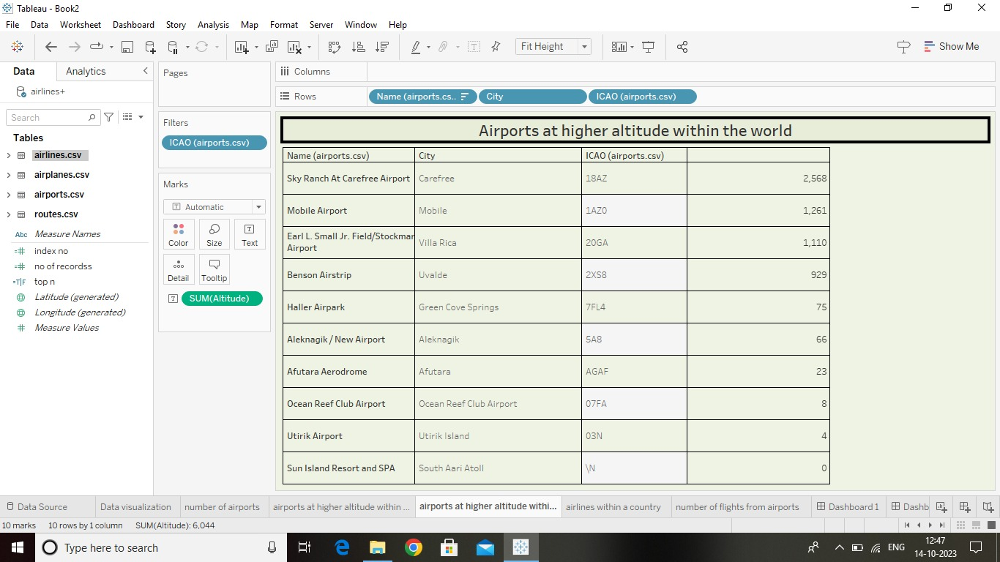 Tableau - Book2
File Data Worksheet Dashboard Story Analysis Map Format Server Window Help
Fit Height
Show Me
Data Analytics
airlines+
Search
Tables
airlines.csv
airplanes.csv
airports.csv
routes.csv
Abc Measure Names
index no
no of recordss
=T|F top n
Latitude (generated)
Longitude (generated)
Measure Values
Pages
Filters
ICAO (airports.csv)
Marks
Automatic
Color Size Text
Detail Tooltip
SUM(Altitude)
Columns
Rows Name (airports.cs.. City ICAO (airports.csv)
Airports at higher altitude within the world
Name (airports.csv) City ICAO (airports.csv)
Sky Ranch At Carefree Airport Carefree 18AZ 2,568
Mobile Airport Mobile 1AZ0 1,261
Earl L. Small Jr. Field/Stockmar
Airport Villa Rica 20GA 1,110
Benson Airstrip Uvalde 2XS8 929
Haller Airpark Green Cove Springs 7FL4 75
Aleknagik / New Airport Aleknagik 5A8 66
Afutara Aerodrome Afutara AGAF 23
Ocean Reef Club Airport Ocean Reef Club Airport 07FA 8
Utirik Airport Utirik Island 03N 4
Sun Island Resort and SPA South Aari Atoll \N 0
Data Source Data visualization number of airports airports at higher altitude within ... airports at higher altitude withi... airlines within a country number of flights from airports Dashboard 1 Dashb
10 marks 10 rows by 1 column SUM(Altitude): 6,044
Type here to search
ENG
12:47
14-10-2023